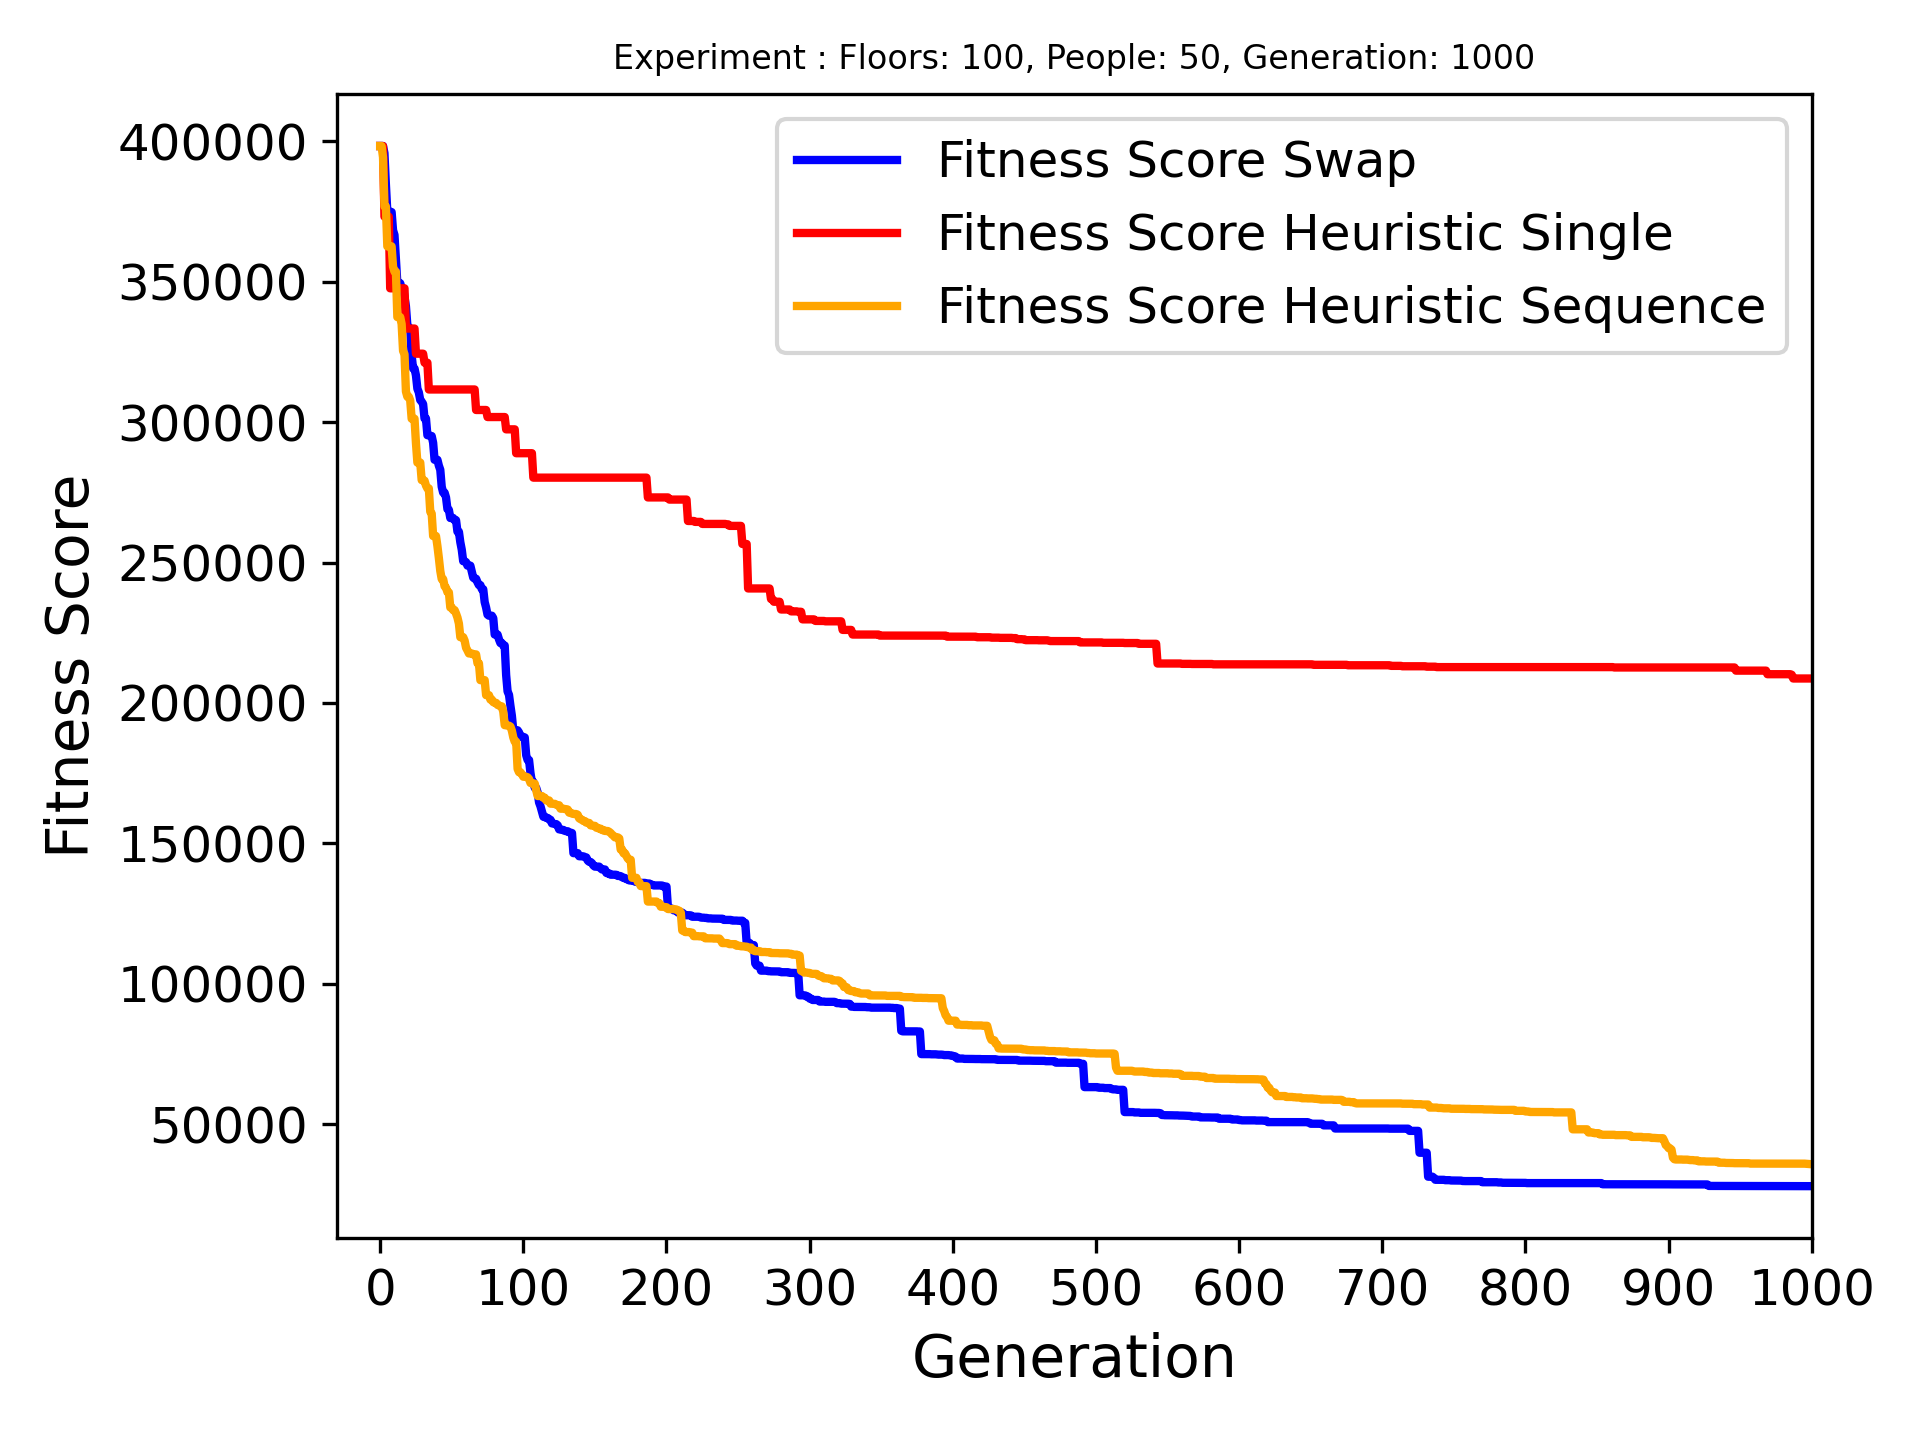 Experiment : Floors: 100, People: 50, Generation: 1000
Fitness Score Swap
Fitness Score Heuristic Single
Fitness Score Heuristic Sequence
400000
350000
300000
250000
200000
150000
100000
50000
Fitness Score
0 100 200 300 400 500 600 700 800 900 1000
Generation